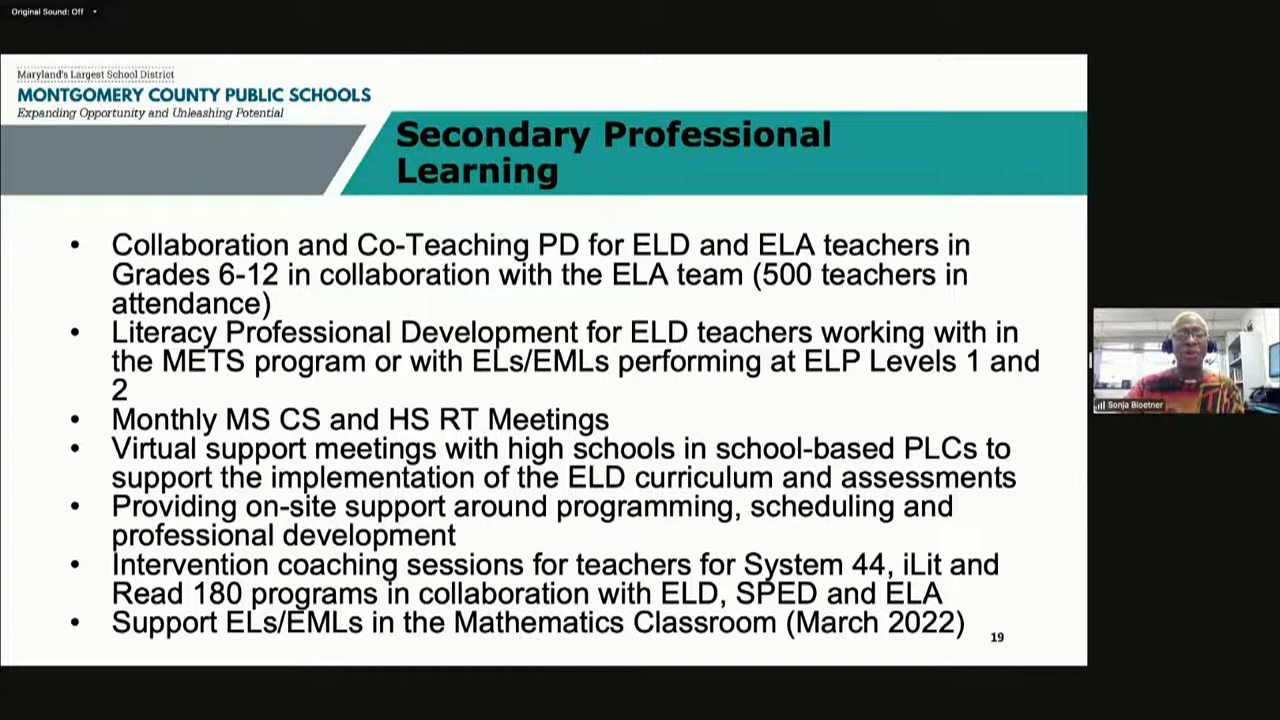 Original Sound: Off
Maryland's Largest School District
MONTGOMERY COUNTY PUBLIC SCHOOLS
Expanding Opportunity and Unleashing Potential
Secondary Professional
Learning
• Collaboration and Co-Teaching PD for ELD and ELA teachers in
Grades 6-12 in collaboration with the ELA team (500 teachers in
attendance)
• Literacy Professional Development for ELD teachers working with in
the METS program or with ELs/EMLs performing at ELP Levels 1 and
2
• Monthly MS CS and HS RT Meetings
• Virtual support meetings with high schools in school-based PLCs to
support the implementation of the ELD curriculum and assessments
• Providing on-site support around programming, scheduling and
professional development
• Intervention coaching sessions for teachers for System 44, iLit and
Read 180 programs in collaboration with ELD, SPED and ELA
• Support ELs/EMLs in the Mathematics Classroom (March 2022)
19
Sonja Bloetner